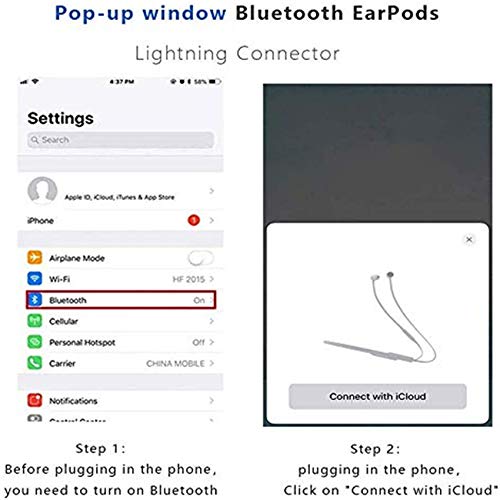 Pop-up window Bluetooth EarPods
Lightning Connector
4:37 PM
58%
Settings
Search
Apple ID, iCloud, iTunes & App Store
iPhone
1
Airplane Mode
Wi-Fi
HF 2015
Bluetooth
On
Cellular
Personal Hotspot
Off
Carrier
CHINA MOBILE
Notifications
Control Center
Connect with iCloud
Step 1:
Before plugging in the phone,
you need to turn on Bluetooth
Step 2:
plugging in the phone,
Click on "Connect with iCloud"